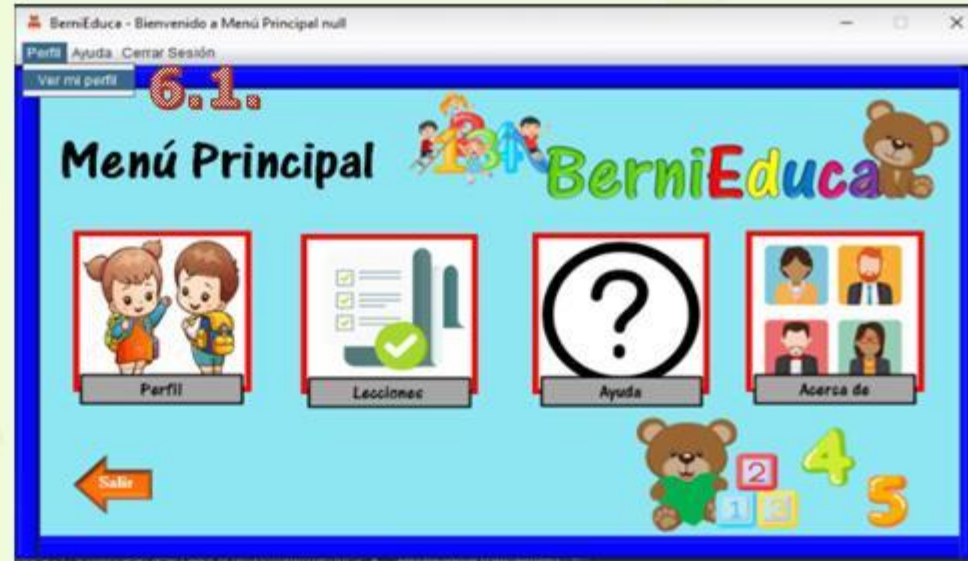 BerniEduca - Bienvenido a Menú Principal null
Perfil Ayuda Cerrar Sesión
Ver mi perfil
6.1.
Menú Principal
1234
BerniEduca
?
Perfil
Lecciones
Ayuda
Acerca de
Salir
2
1 3
4
5